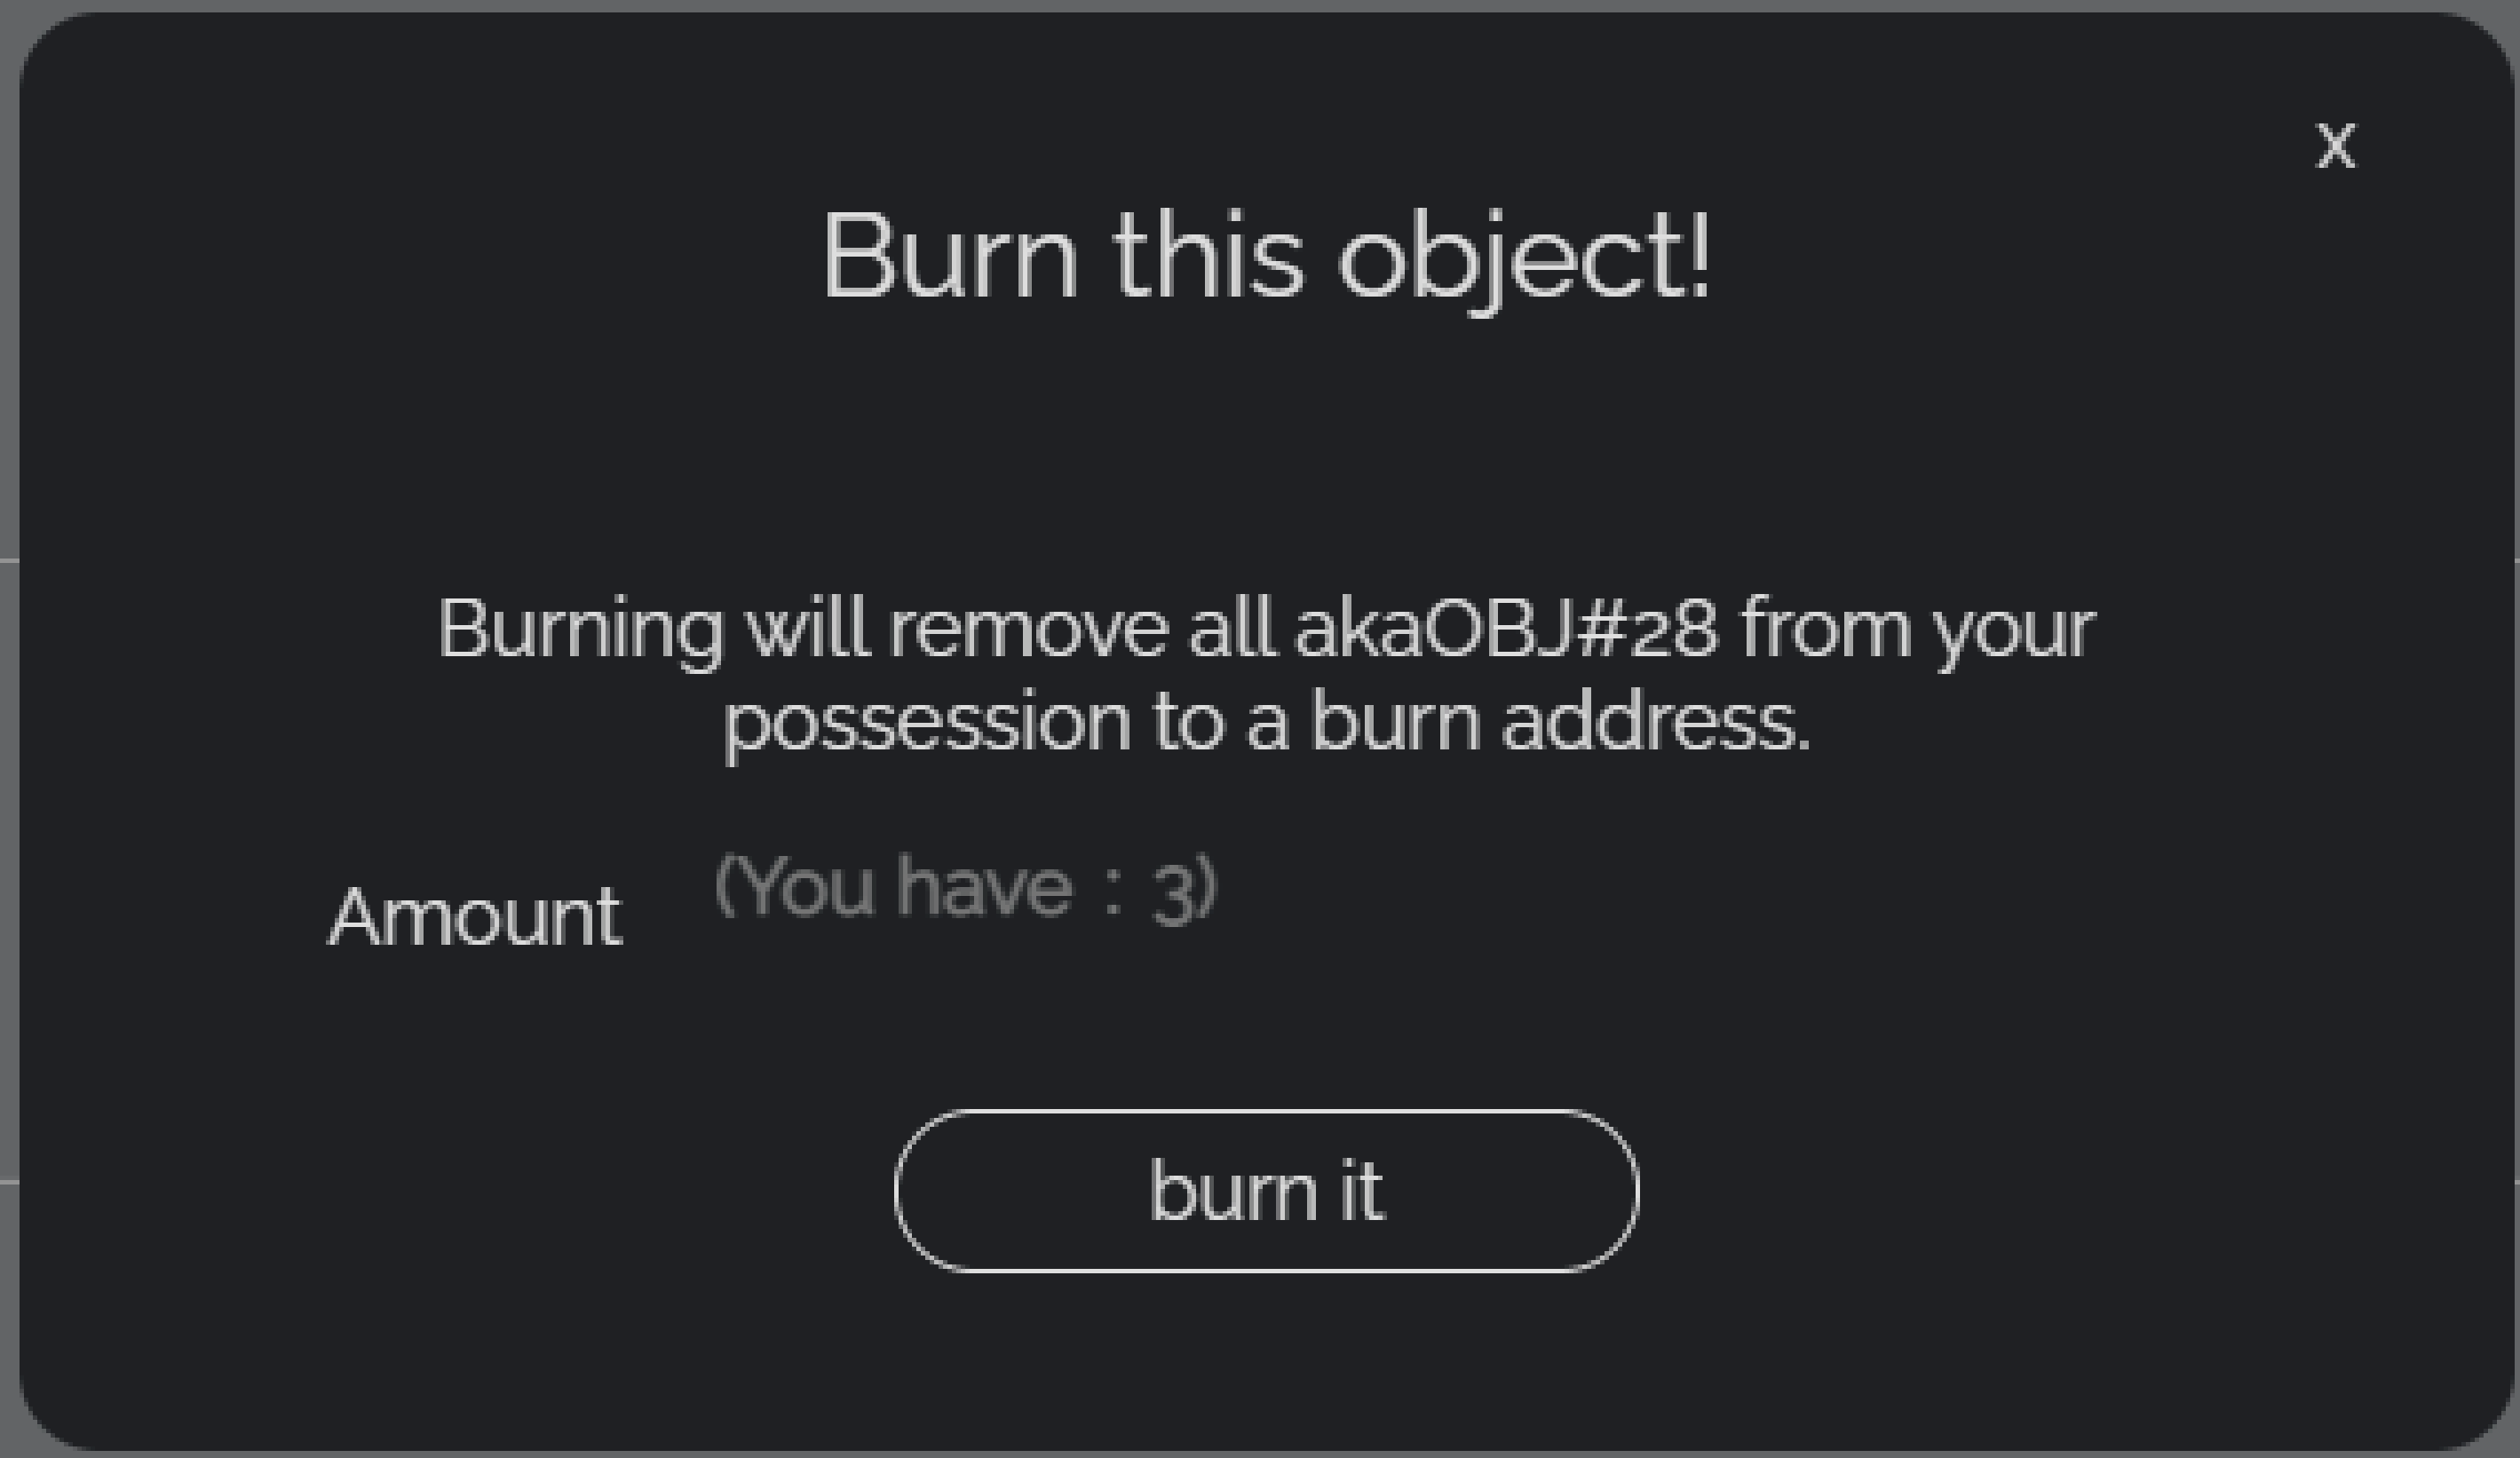 x
Burn this object!
Burning will remove all akaOBJ#28 from your
possession to a burn address.
Amount (You have : 3)
burn it